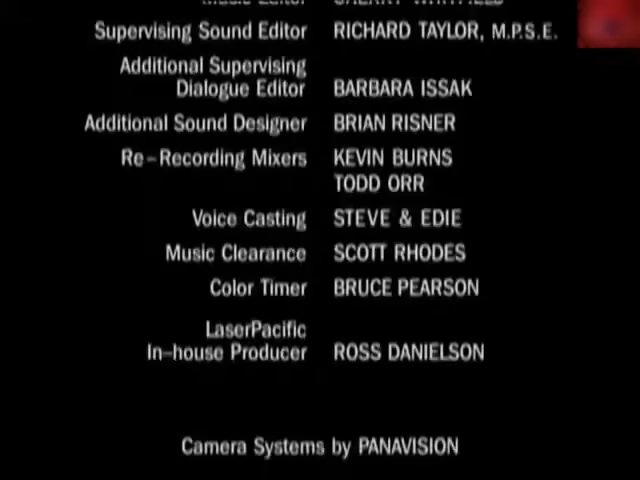 Supervising Sound Editor RICHARD TAYLOR, M.P.S.E.
Additional Supervising
Dialogue Editor BARBARA ISSAK
Additional Sound Designer BRIAN RISNER
Re-Recording Mixers KEVIN BURNS
TODD ORR
Voice Casting STEVE & EDIE
Music Clearance SCOTT RHODES
Color Timer BRUCE PEARSON
LaserPacific
In-house Producer ROSS DANIELSON
Camera Systems by PANAVISION